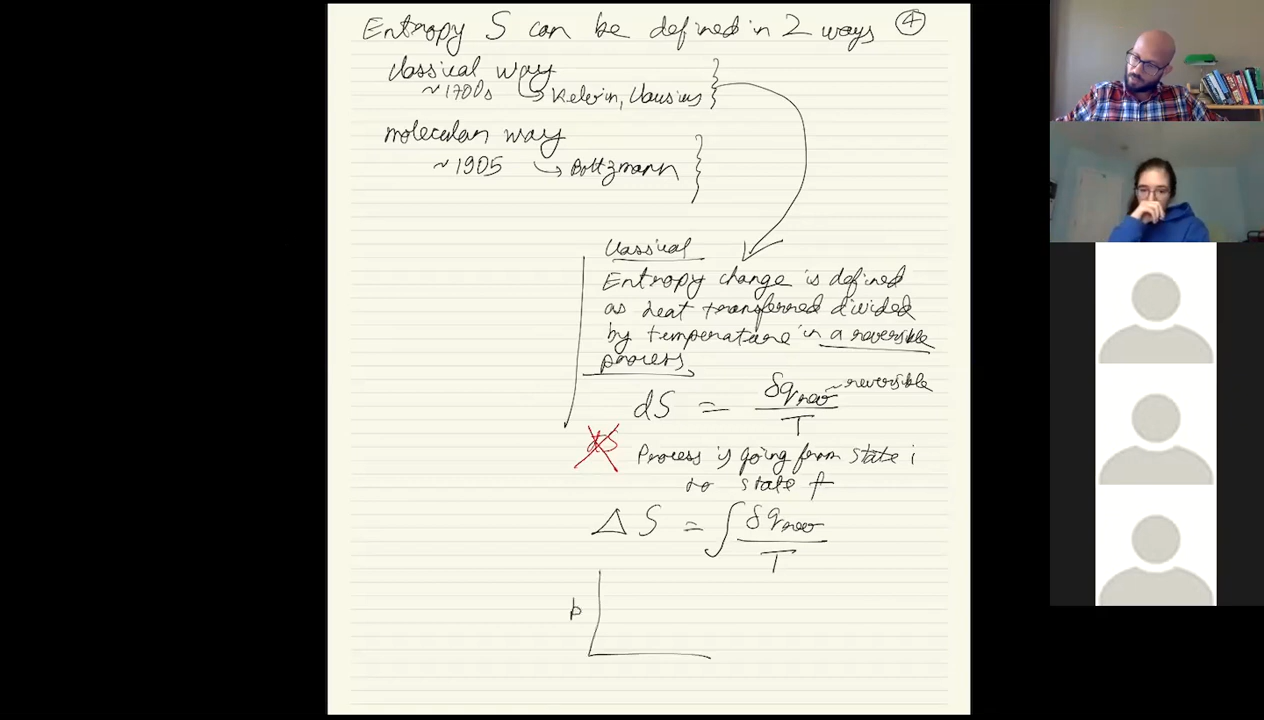 Entropy S can be defined in 2 ways ④
Classical way
~1700s ↳ Kelvin, Clausius
molecular way
~1905 ↳ Boltzmann
Classical
Entropy change is defined
as heat transferred divided
by temperature in a reversible
process.
dS = δq_rev / T ~reversible
Process is going from state i
to state f
ΔS = ∫ δq_rev / T
p